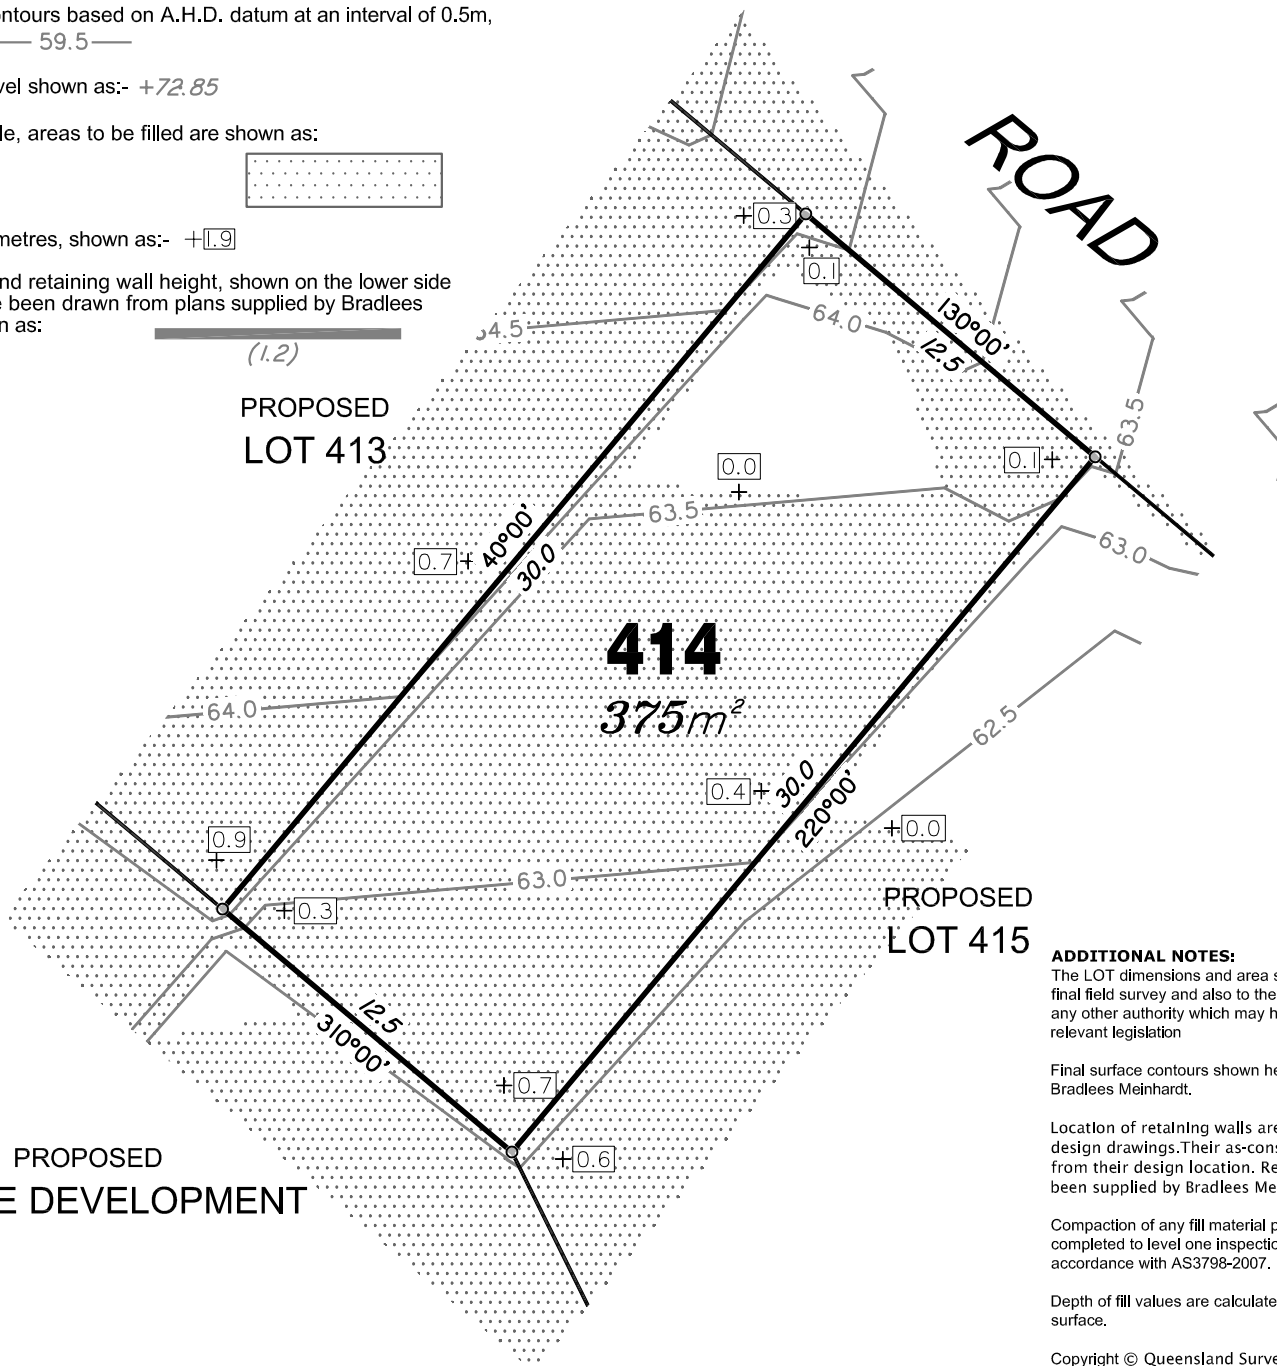 ntours based on A.H.D. datum at an interval of 0.5m,
59.5
vel shown as:- +72.85
le, areas to be filled are shown as:
metres, shown as:- +1.9
nd retaining wall height, shown on the lower side
e been drawn from plans supplied by Bradlees
n as:
(1.2)
ROAD
0.3
0.1
130°00'
12.5
64.0
54.5
63.5
PROPOSED
LOT 413
0.0
0.1
63.5
63.0
40°00'
30.0
0.7
414
375m²
64.0
62.5
0.4
30.0
220°00'
0.0
0.9
63.0
0.3
PROPOSED
LOT 415
12.5
310°00'
0.7
0.6
PROPOSED
E DEVELOPMENT
ADDITIONAL NOTES:
The LOT dimensions and area s
final field survey and also to the
any other authority which may h
relevant legislation
Final surface contours shown he
Bradlees Meinhardt.
Location of retaining walls are
design drawings.Their as-cons
from their design location. Re
been supplied by Bradlees Me
Compaction of any fill material p
completed to level one inspectio
accordance with AS3798-2007.
Depth of fill values are calculate
surface.
Copyright © Queensland Surve